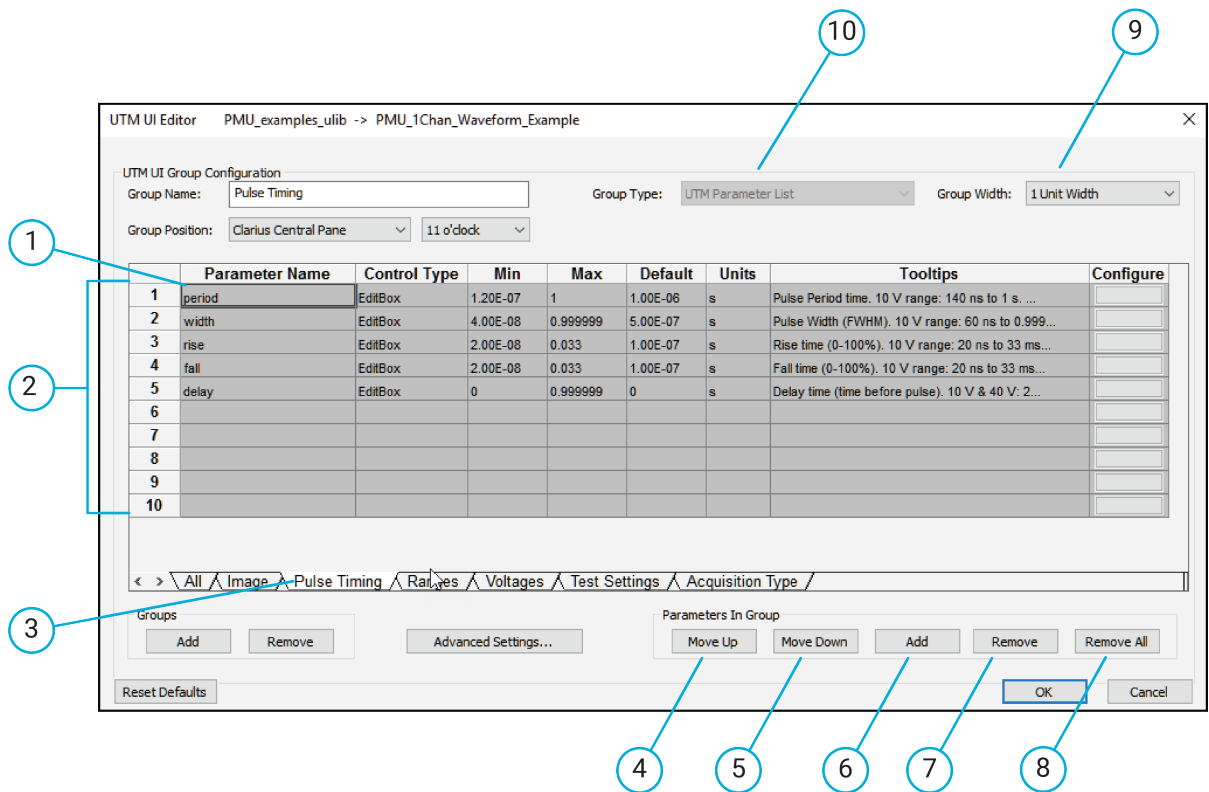 10
9
UTM UI Editor PMU_examples_ulib -> PMU_1Chan_Waveform_Example
UTM UI Group Configuration
Group Name: Pulse Timing Group Type: UTM Parameter List Group Width: 1 Unit Width
Group Position: Clarius Central Pane 11 o'clock
1
Parameter Name Control Type Min Max Default Units Tooltips Configure
1 period EditBox 1.20E-07 1 1.00E-06 s Pulse Period time. 10 V range: 140 ns to 1 s. ...
2 width EditBox 4.00E-08 0.999999 5.00E-07 s Pulse Width (FWHM). 10 V range: 60 ns to 0.999...
3 rise EditBox 2.00E-08 0.033 1.00E-07 s Rise time (0-100%). 10 V range: 20 ns to 33 ms...
4 fall EditBox 2.00E-08 0.033 1.00E-07 s Fall time (0-100%). 10 V range: 20 ns to 33 ms...
2
5 delay EditBox 0 0.999999 0 s Delay time (time before pulse). 10 V & 40 V: 2...
6
7
8
9
10
< > All Image Pulse Timing Ranges Voltages Test Settings Acquisition Type
3
Groups Parameters In Group
Add Remove Advanced Settings... Move Up Move Down Add Remove Remove All
Reset Defaults OK Cancel
4 5 6 7 8